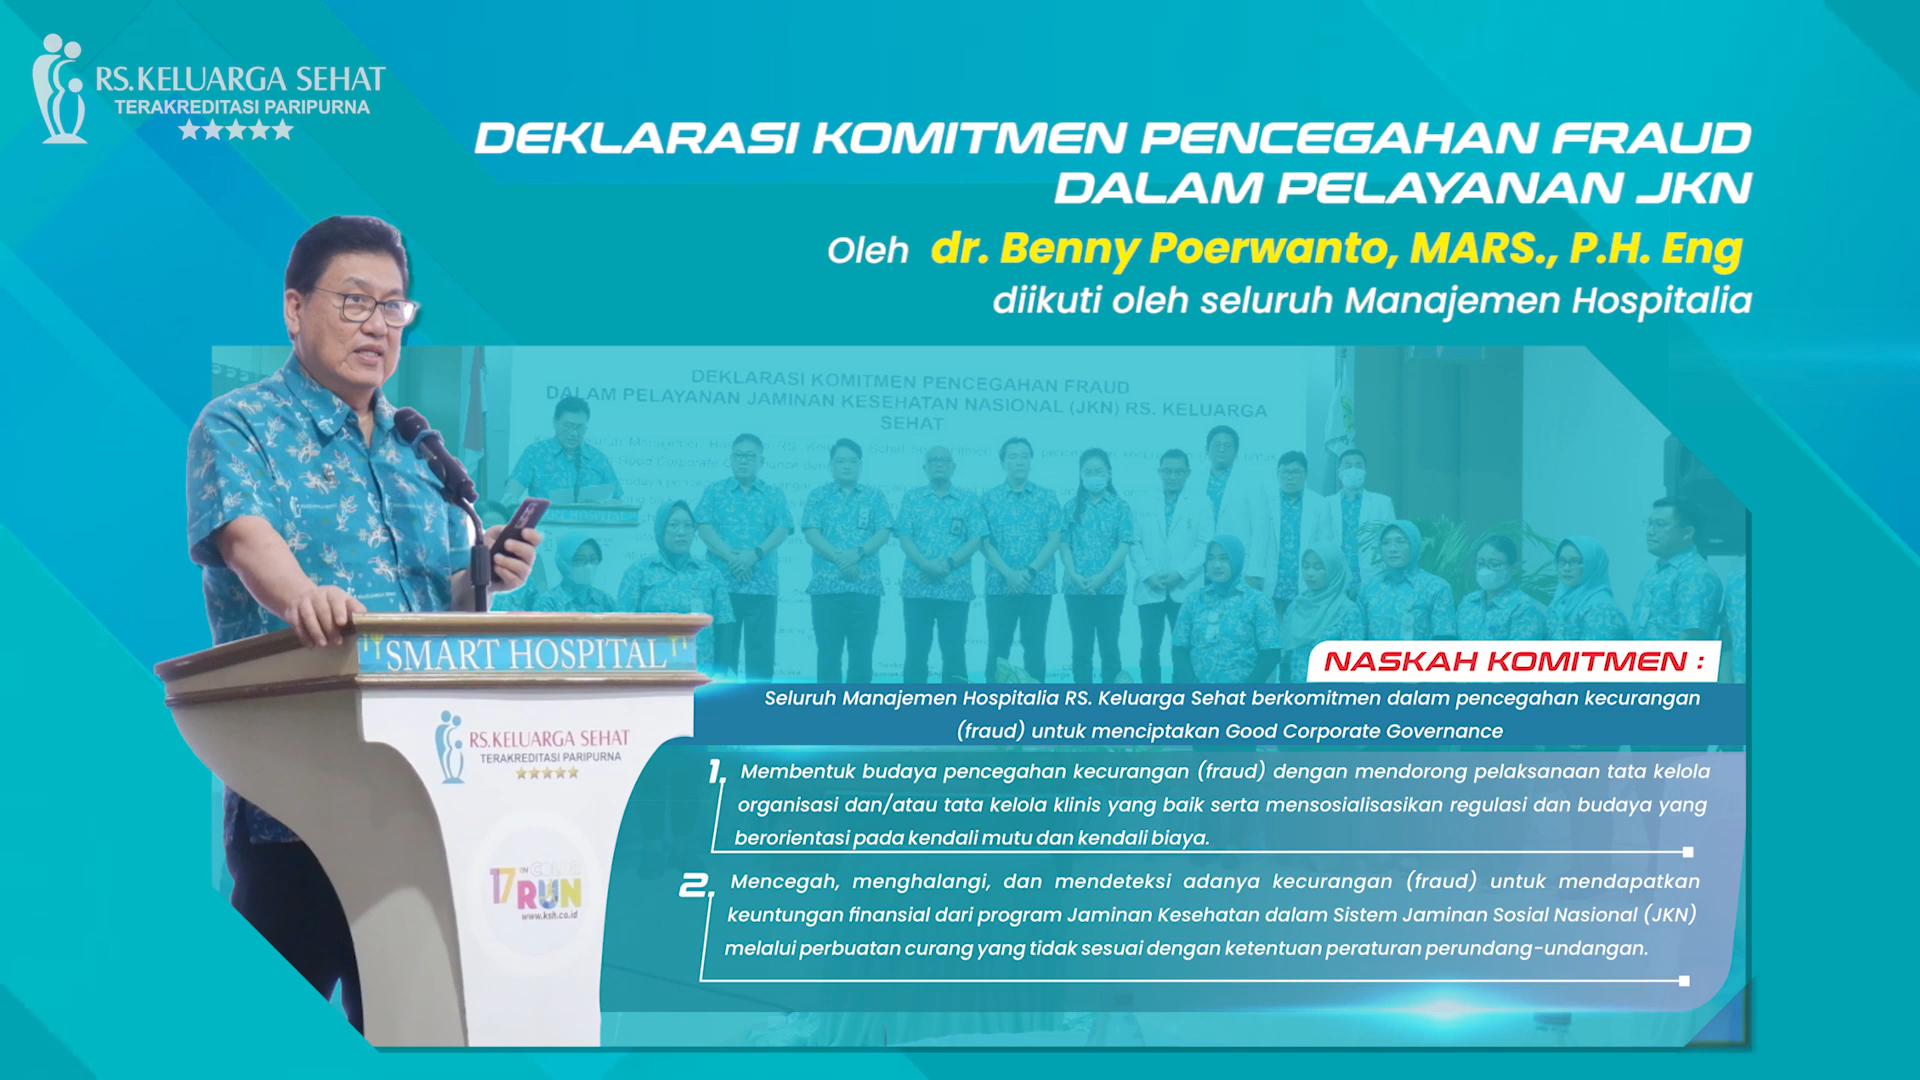 RS.KELUARGA SEHAT
TERAKREDITASI PARIPURNA
DEKLARASI KOMITMEN PENCEGAHAN FRAUD
DALAM PELAYANAN JKN
Oleh dr. Benny Poerwanto, MARS., P.H. Eng
diikuti oleh seluruh Manajemen Hospitalia
DEKLARASI KOMITMEN PENCEGAHAN FRAUD
DALAM PELAYANAN JAMINAN KESEHATAN NASIONAL (JKN) RS. KELUARGA
SEHAT
SMART HOSPITAL
RS.KELUARGA SEHAT
TERAKREDITASI PARIPURNA
17
COLOR
RUN
www.ksh.co.id
NASKAH KOMITMEN :
Seluruh Manajemen Hospitalia RS. Keluarga Sehat berkomitmen dalam pencegahan kecurangan
(fraud) untuk menciptakan Good Corporate Governance
1. Membentuk budaya pencegahan kecurangan (fraud) dengan mendorong pelaksanaan tata kelola
organisasi dan/atau tata kelola klinis yang baik serta mensosialisasikan regulasi dan budaya yang
berorientasi pada kendali mutu dan kendali biaya.
2. Mencegah, menghalangi, dan mendeteksi adanya kecurangan (fraud) untuk mendapatkan
keuntungan finansial dari program Jaminan Kesehatan dalam Sistem Jaminan Sosial Nasional (JKN)
melalui perbuatan curang yang tidak sesuai dengan ketentuan peraturan perundang-undangan.